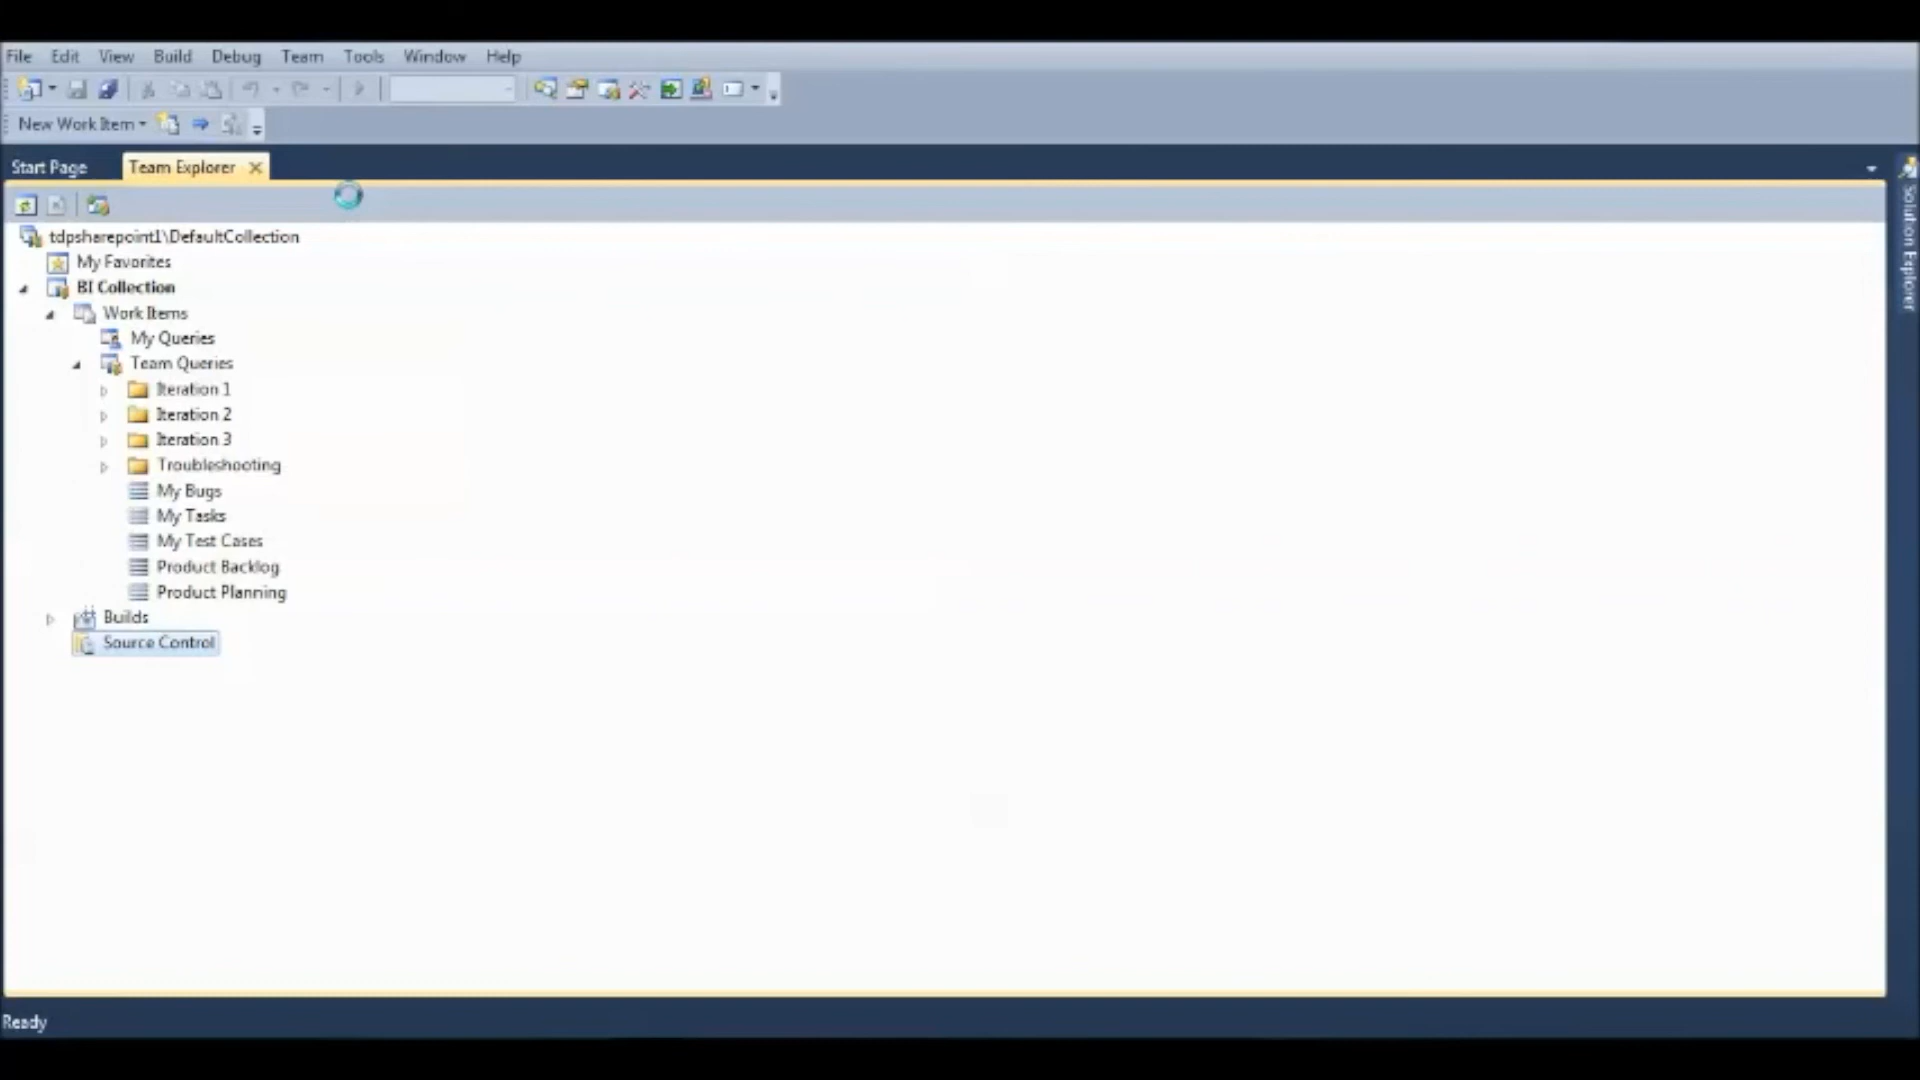 File Edit View Build Debug Team Tools Window Help
New Work Item
Start Page Team Explorer
Solution Explorer
tdpsharepoint1\DefaultCollection
My Favorites
BI Collection
Work Items
My Queries
Team Queries
Iteration 1
Iteration 2
Iteration 3
Troubleshooting
My Bugs
My Tasks
My Test Cases
Product Backlog
Product Planning
Builds
Source Control
Ready